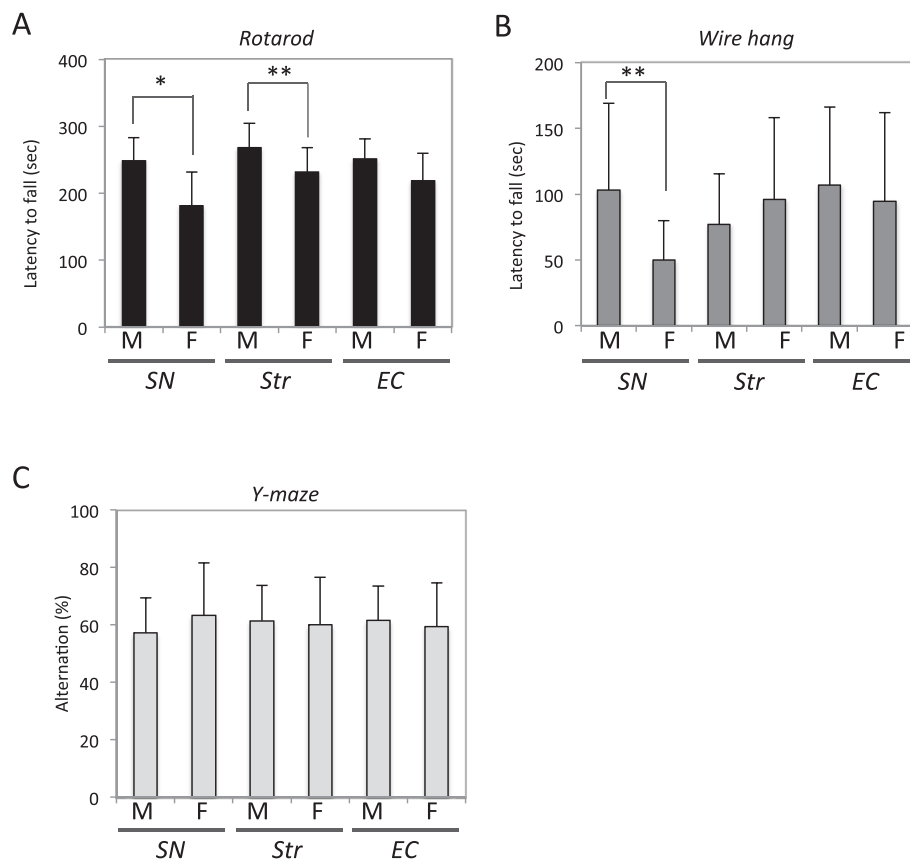 A
Rotarod
400
300
200
100
0
Latency to fall (sec)
*
**
M F M F M F
SN Str EC
B
Wire hang
200
150
100
50
0
Latency to fall (sec)
**
M F M F M F
SN Str EC
C
Y-maze
100
80
60
40
20
0
Alternation (%)
M F M F M F
SN Str EC